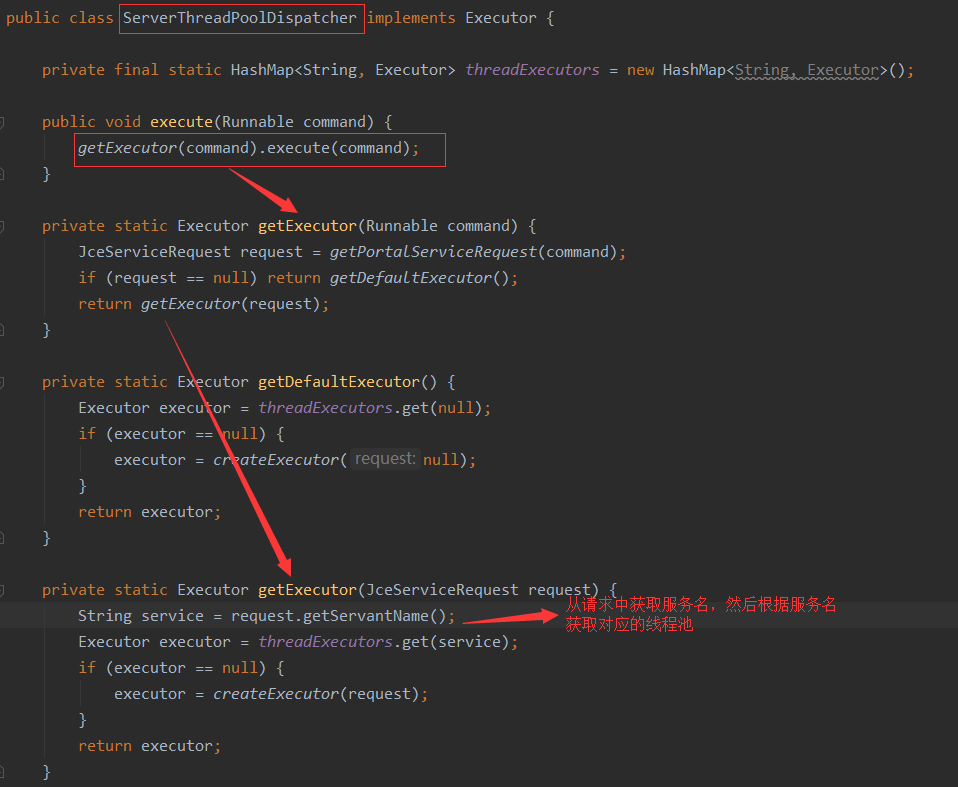 public class ServerThreadPoolDispatcher implements Executor {
private final static HashMap<String, Executor> threadExecutors = new HashMap<String, Executor>();
public void execute(Runnable command) {
getExecutor(command).execute(command);
}
private static Executor getExecutor(Runnable command) {
JceServiceRequest request = getPortalServiceRequest(command);
if (request == null) return getDefaultExecutor();
return getExecutor(request);
}
private static Executor getDefaultExecutor() {
Executor executor = threadExecutors.get(null);
if (executor == null) {
executor = createExecutor( request: null);
}
return executor;
}
private static Executor getExecutor(JceServiceRequest request) {
String service = request.getServantName();
从请求中获取服务名，然后根据服务名
获取对应的线程池
Executor executor = threadExecutors.get(service);
if (executor == null) {
executor = createExecutor(request);
}
return executor;
}